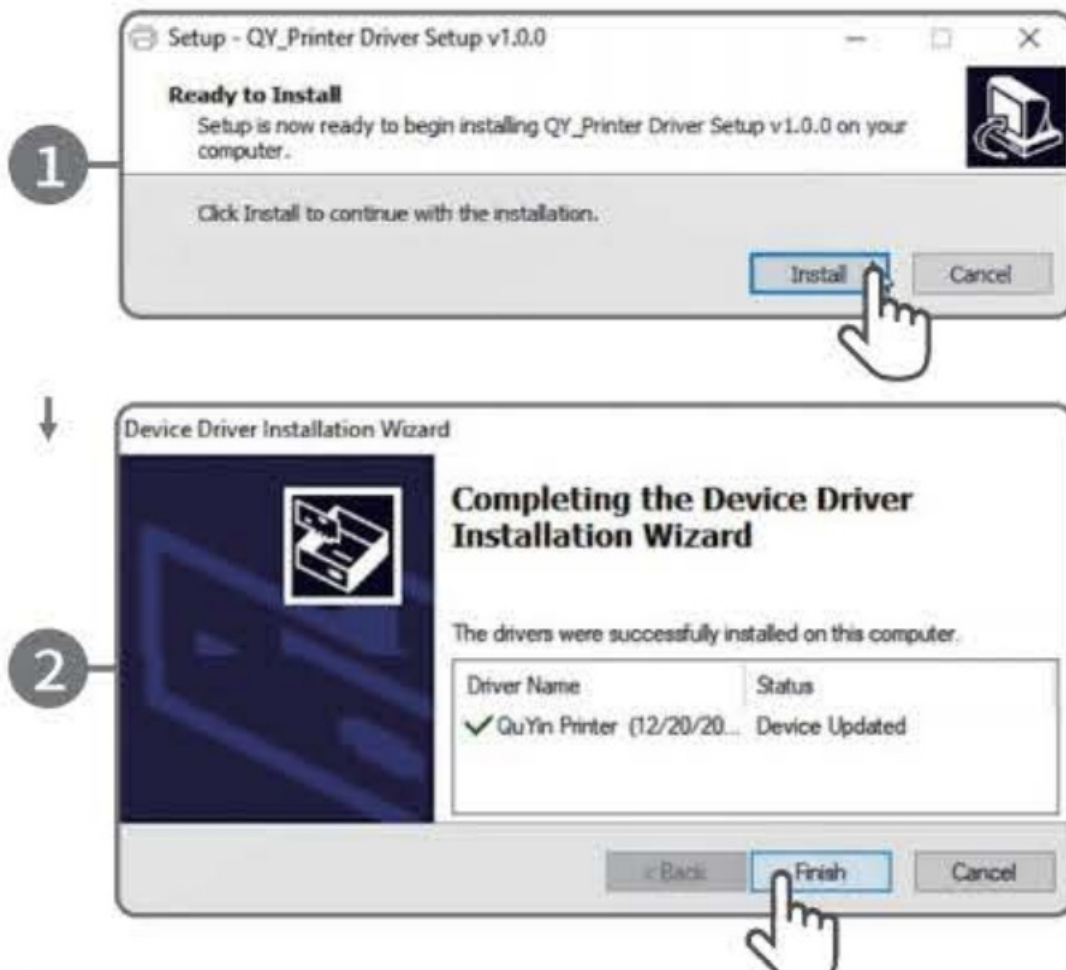 Setup - QY_Printer Driver Setup v1.0.0
Ready to Install
Setup is now ready to begin installing QY_Printer Driver Setup v1.0.0 on your
computer.
1
Click Install to continue with the installation.
Install
Cancel
Device Driver Installation Wizard
Completing the Device Driver
Installation Wizard
The drivers were successfully installed on this computer.
2
Driver Name Status
QuYin Printer (12/20/20... Device Updated
< Back
Finish
Cancel